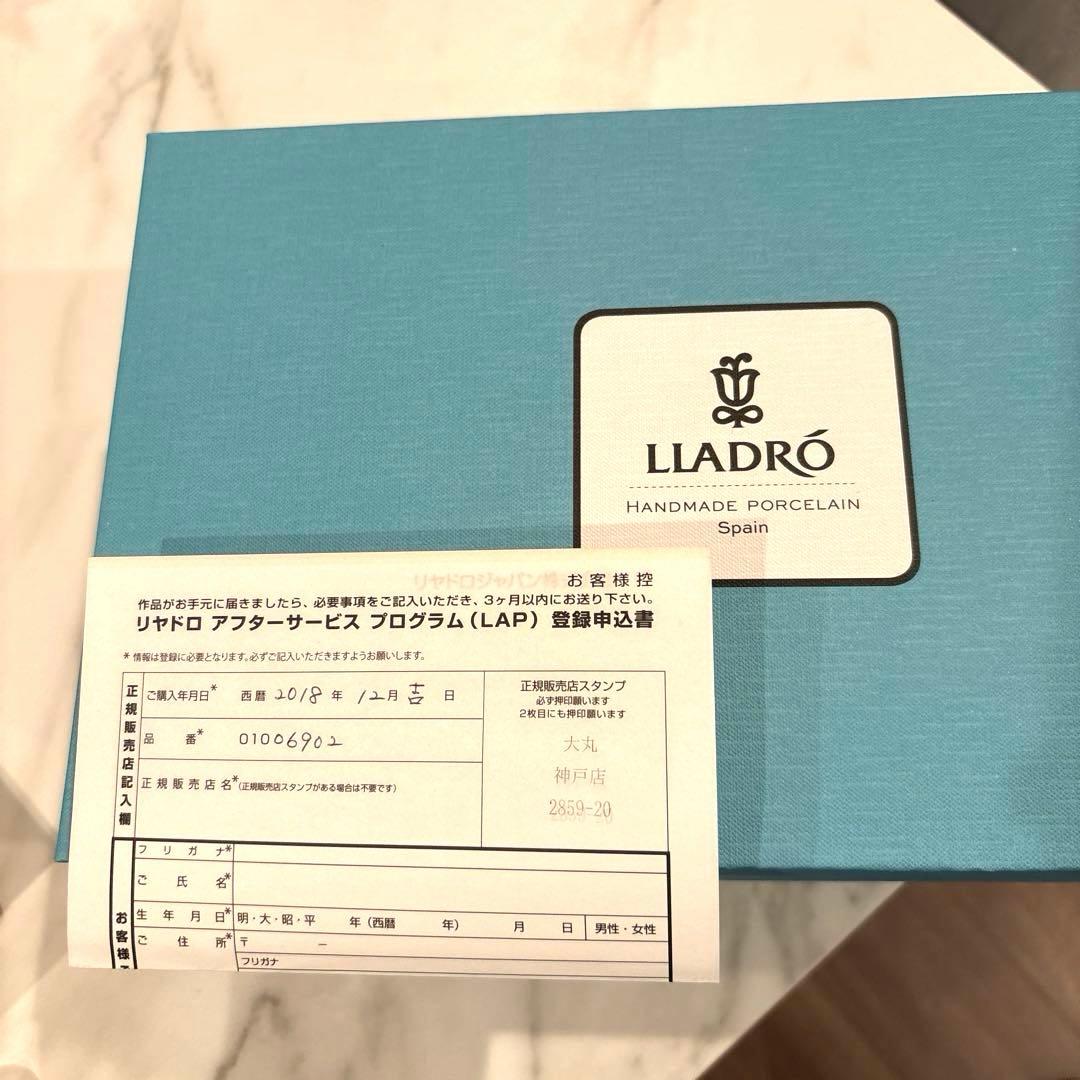 LLADRÓ
HANDMADE PORCELAIN
Spain
リヤドロジャパン株
お客様控
作品がお手元に届きましたら、必要事項をご記入いただき、3ヶ月以内にお送り下さい。
リヤドロ アフターサービス プログラム(LAP) 登録申込書
*情報は登録に必要となります。必ずご記入いただきますようお願いします。
正規販売店記入欄
ご購入年月日* 西暦 2018 年 12 月 吉 日
品番* 01006902
正規販売店名*(正規販売店スタンプがある場合は不要です)
正規販売店スタンプ
必ず押印願います
2枚目にも押印願います
大丸
神戸店
2859-20
お客様
フリガナ*
ご氏名*
生年月日* 明・大・昭・平 年(西暦 年) 月 日 男性・女性
ご住所* 〒 −
フリガナ